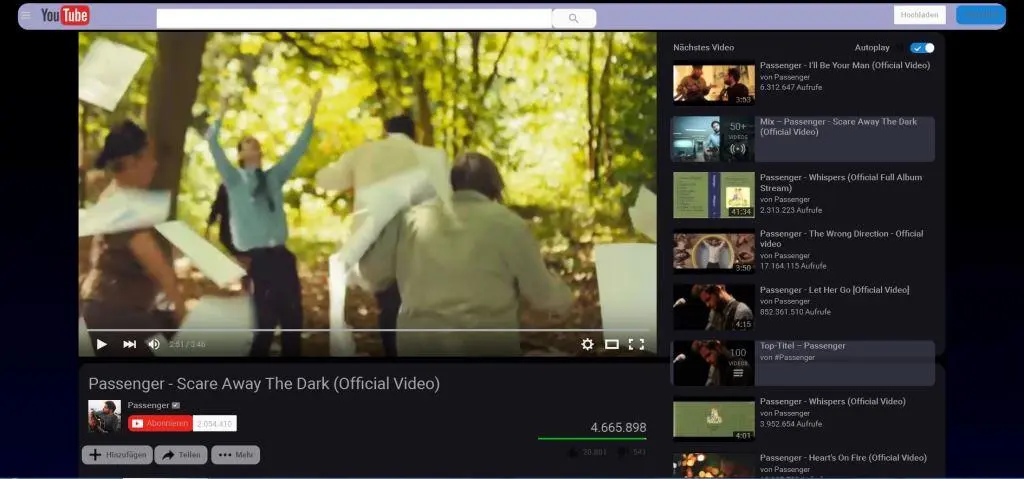 YouTube
Hochladen
Nächstes Video
Autoplay
Passenger - I'll Be Your Man (Official Video)
von Passenger
6.312.647 Aufrufe
3:53
Mix – Passenger - Scare Away The Dark
(Official Video)
50+
VIDEOS
Passenger - Whispers (Official Full Album
Stream)
von Passenger
2.313.223 Aufrufe
41:34
Passenger - The Wrong Direction - Official
video
von Passenger
17.164.115 Aufrufe
3:50
Passenger - Let Her Go [Official Video]
von Passenger
852.361.510 Aufrufe
4:15
Top-Titel – Passenger
von #Passenger
100
VIDEOS
Passenger - Whispers (Official Video)
von Passenger
3.952.654 Aufrufe
4:01
Passenger - Heart's On Fire (Official Video)
von Passenger
2:51 / 3:46
Passenger - Scare Away The Dark (Official Video)
Passenger
Abonnieren
2.054.410
4.665.898
20.801
541
Hinzufügen
Teilen
Mehr